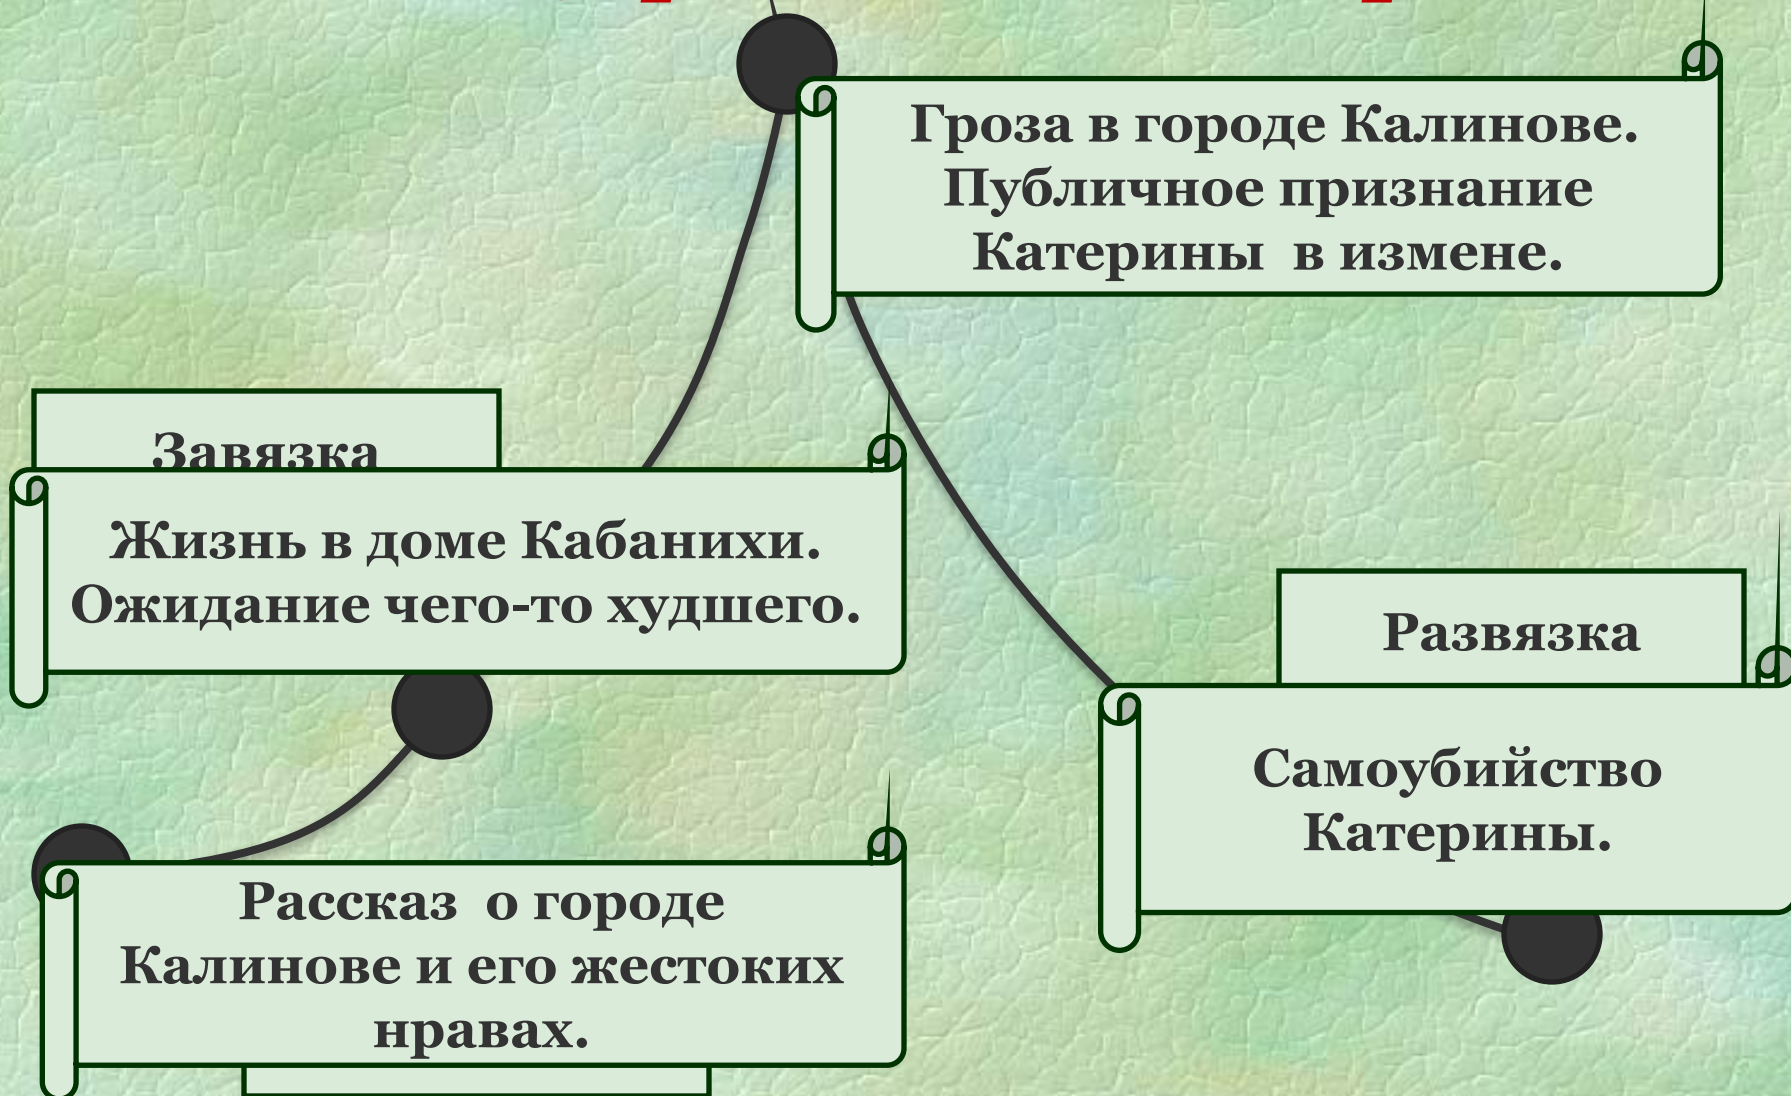 Гроза в городе Калинове.
Публичное признание
Катерины в измене.
Завязка
Жизнь в доме Кабанихи.
Ожидание чего-то худшего.
Развязка
Самоубийство
Катерины.
Рассказ о городе
Калинове и его жестоких
нравах.